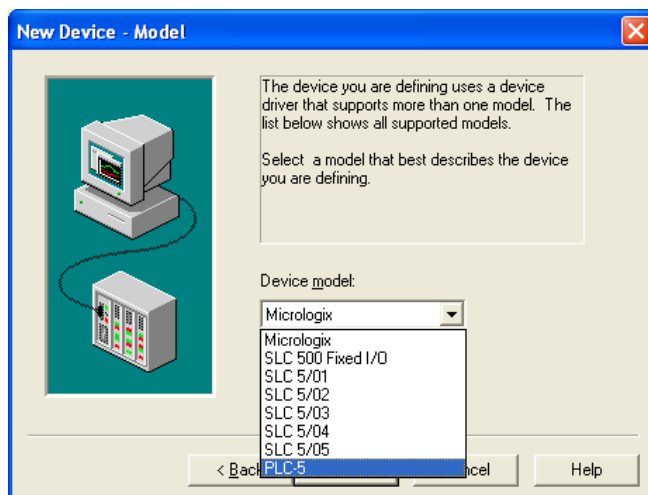 New Device - Model
The device you are defining uses a device
driver that supports more than one model. The
list below shows all supported models.
Select a model that best describes the device
you are defining.
Device model:
Micrologix
Micrologix
SLC 500 Fixed I/O
SLC 5/01
SLC 5/02
SLC 5/03
SLC 5/04
SLC 5/05
PLC-5
< Bac
ncel
Help